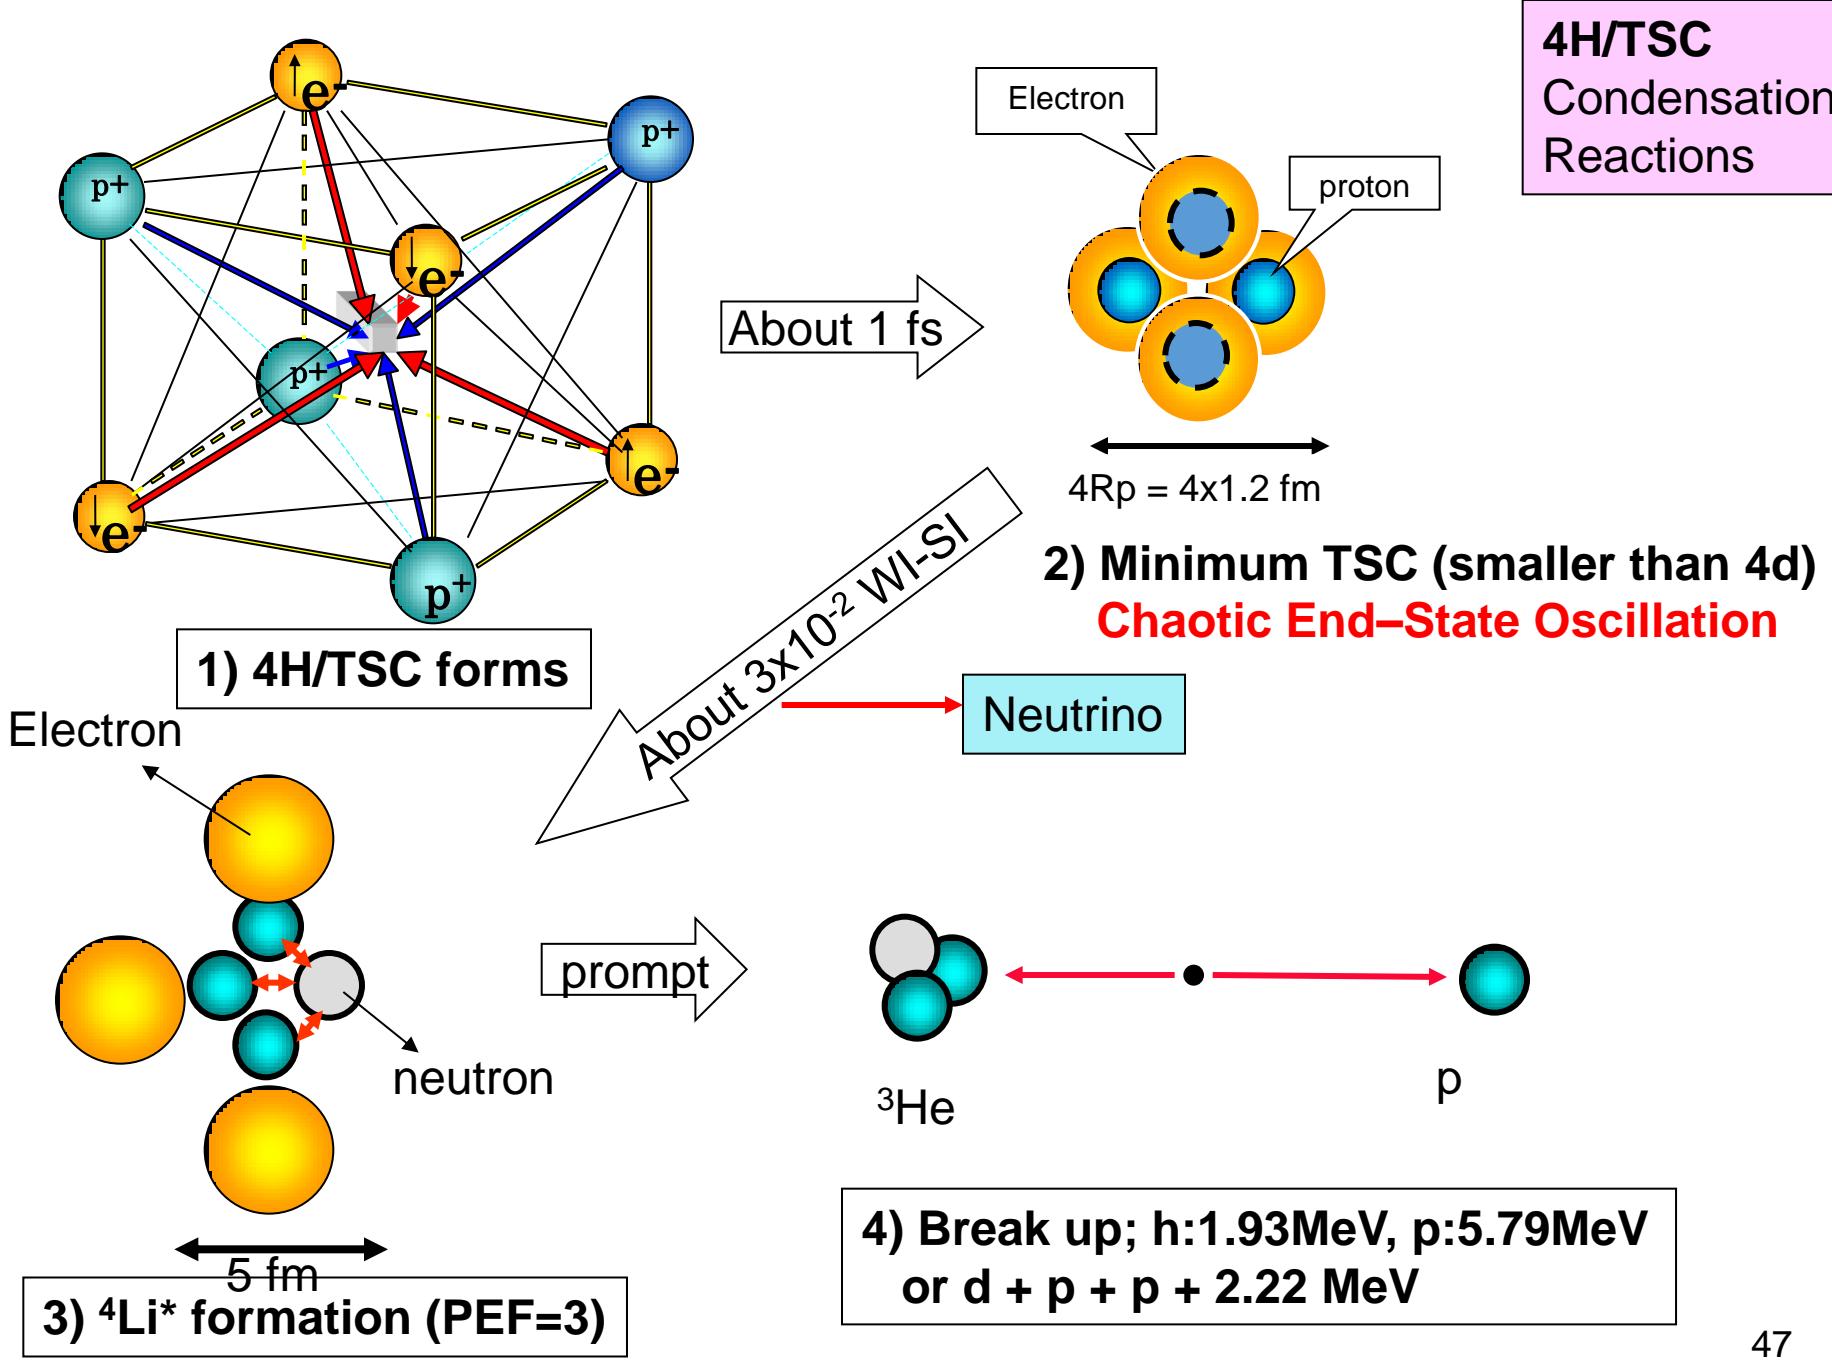 4H/TSC
Condensation
Reactions
e-
p+
p+
e-
p+
e-
e-
p+
1) 4H/TSC forms
About 1 fs
Electron
proton
4Rp = 4x1.2 fm
2) Minimum TSC (smaller than 4d)
Chaotic End–State Oscillation
About 3x10⁻² WI-SI
Neutrino
Electron
neutron
5 fm
3) ⁴Li* formation (PEF=3)
prompt
³He
p
4) Break up; h:1.93MeV, p:5.79MeV
or d + p + p + 2.22 MeV
47